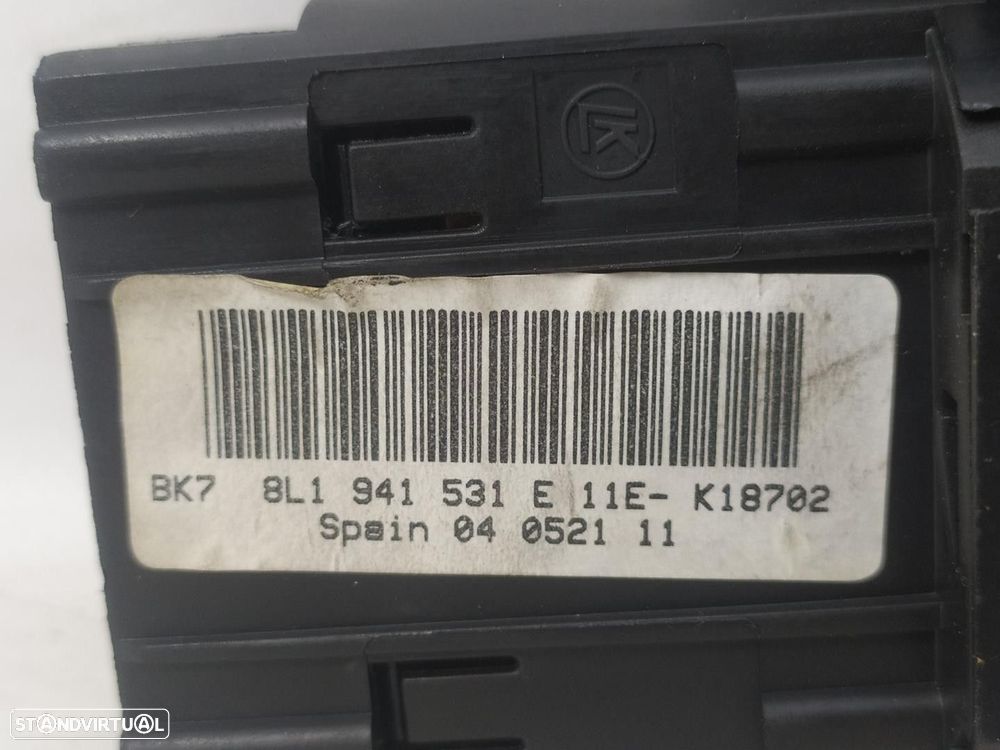 LK
BK7 8L1 941 531 E 11E- K18702
Spain 04 0521 11
STANDVIRTUAL